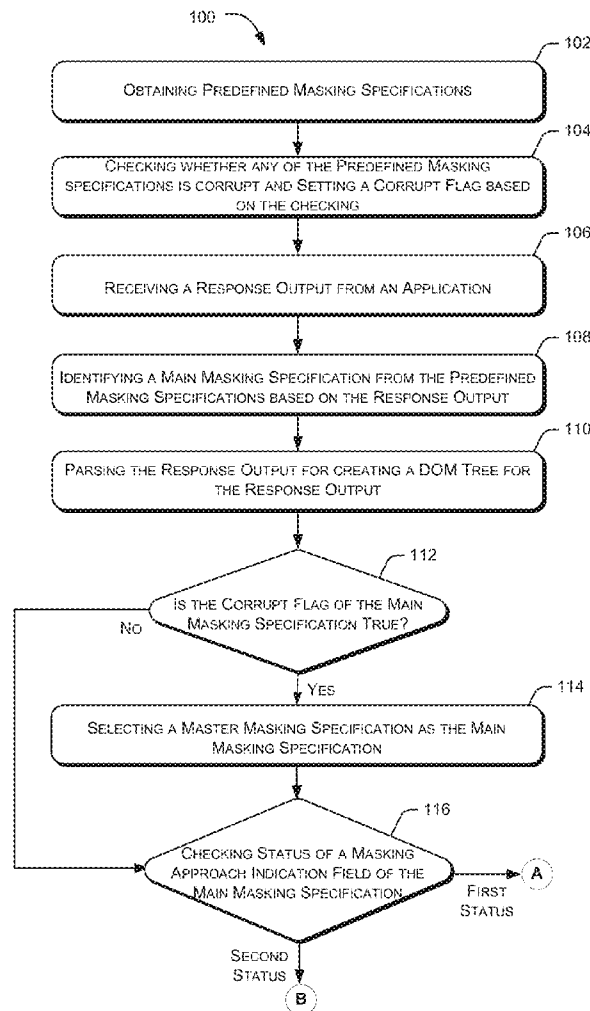 100
102
OBTAINING PREDEFINED MASKING SPECIFICATIONS
104
CHECKING WHETHER ANY OF THE PREDEFINED MASKING
SPECIFICATIONS IS CORRUPT AND SETTING A CORRUPT FLAG BASED
ON THE CHECKING
106
RECEIVING A RESPONSE OUTPUT FROM AN APPLICATION
108
IDENTIFYING A MAIN MASKING SPECIFICATION FROM THE PREDEFINED
MASKING SPECIFICATIONS BASED ON THE RESPONSE OUTPUT
110
PARSING THE RESPONSE OUTPUT FOR CREATING A DOM TREE FOR
THE RESPONSE OUTPUT
112
IS THE CORRUPT FLAG OF THE MAIN
MASKING SPECIFICATION TRUE?
NO
YES
114
SELECTING A MASTER MASKING SPECIFICATION AS THE MAIN
MASKING SPECIFICATION
116
CHECKING STATUS OF A MASKING
APPROACH INDICATION FIELD OF THE
MAIN MASKING SPECIFICATION
A
FIRST
STATUS
SECOND
STATUS
B